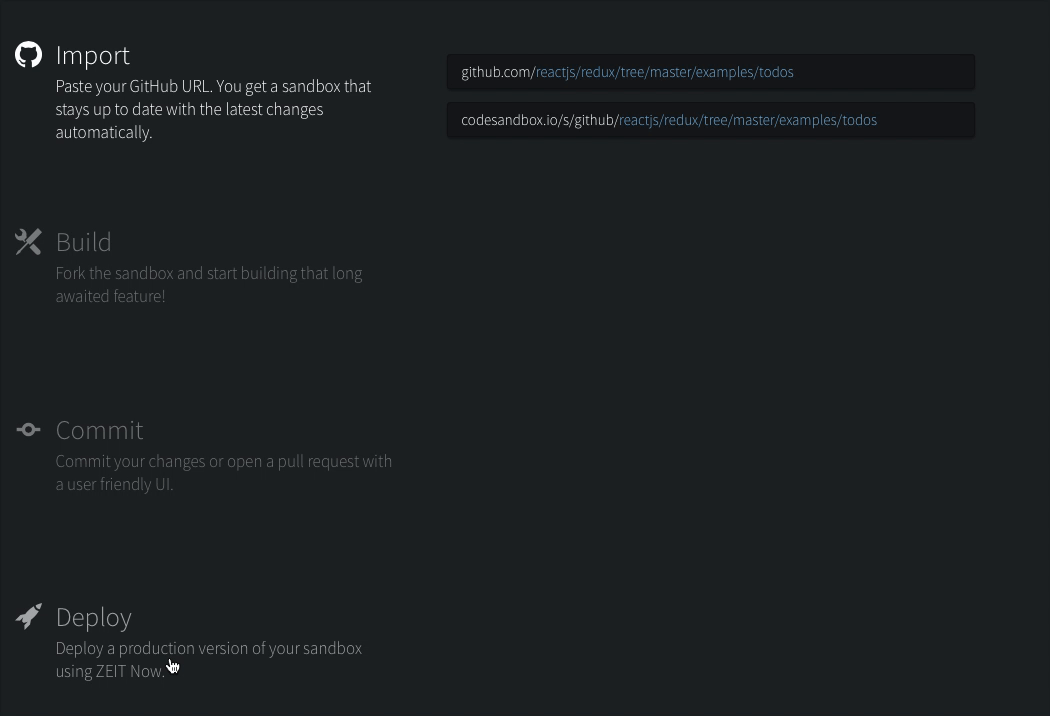 Import
Paste your GitHub URL. You get a sandbox that
stays up to date with the latest changes
automatically.
github.com/reactjs/redux/tree/master/examples/todos
codesandbox.io/s/github/reactjs/redux/tree/master/examples/todos
Build
Fork the sandbox and start building that long
awaited feature!
Commit
Commit your changes or open a pull request with
a user friendly UI.
Deploy
Deploy a production version of your sandbox
using ZEIT Now.